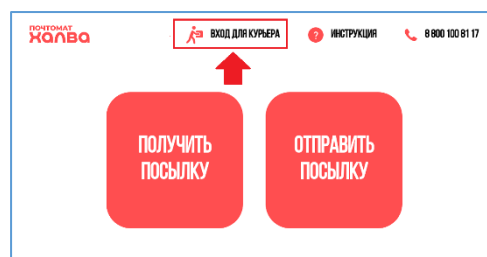 ПОЧТОМАТ
ХАЛВА
ВХОД ДЛЯ КУРЬЕРА
? ИНСТРУКЦИЯ
8 800 100 81 17
ПОЛУЧИТЬ
ПОСЫЛКУ
ОТПРАВИТЬ
ПОСЫЛКУ